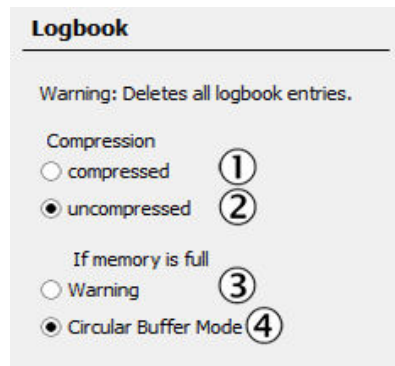 Logbook
Warning: Deletes all logbook entries.
Compression
compressed ①
uncompressed ②
If memory is full
Warning ③
Circular Buffer Mode ④